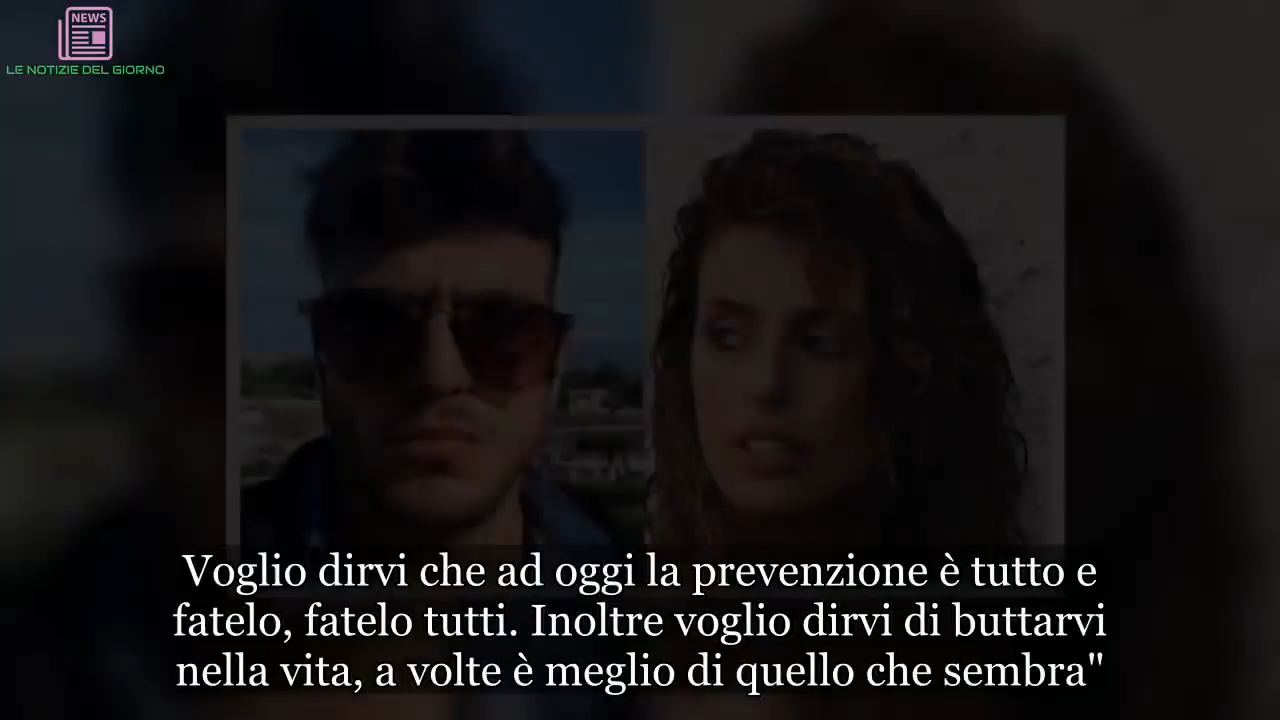 NEWS
LE NOTIZIE DEL GIORNO
Voglio dirvi che ad oggi la prevenzione è tutto e
fatelo, fatelo tutti. Inoltre voglio dirvi di buttarvi
nella vita, a volte è meglio di quello che sembra"